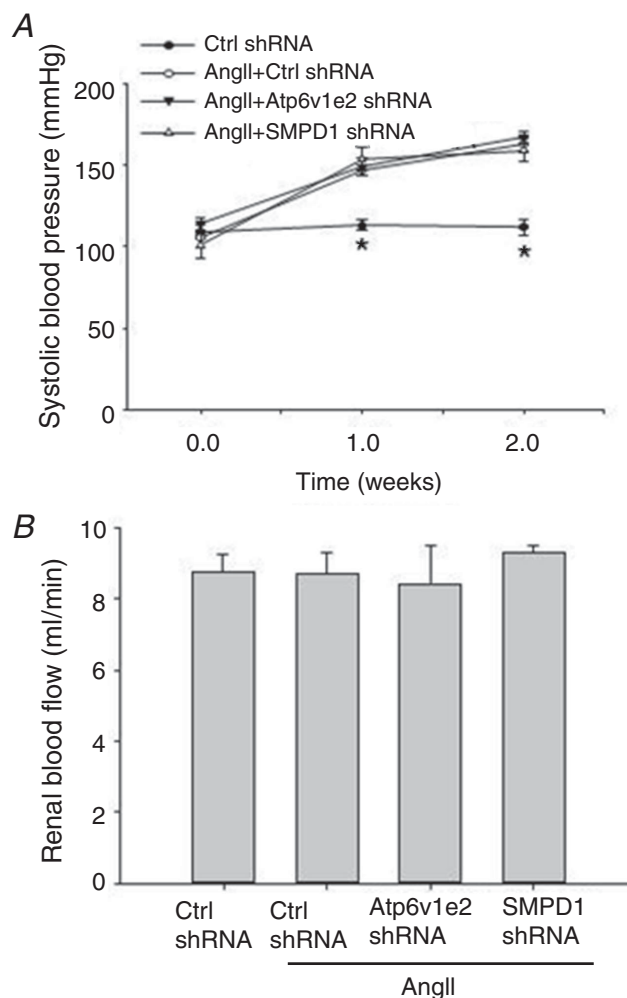 A
Ctrl shRNA
AngII+Ctrl shRNA
AngII+Atp6v1e2 shRNA
AngII+SMPD1 shRNA
Systolic blood pressure (mmHg)
200
150
100
50
0
*
*
0.0 1.0 2.0
Time (weeks)
B
Renal blood flow (ml/min)
10
8
6
4
2
0
Ctrl shRNA
Ctrl shRNA
Atp6v1e2 shRNA
SMPD1 shRNA
AngII